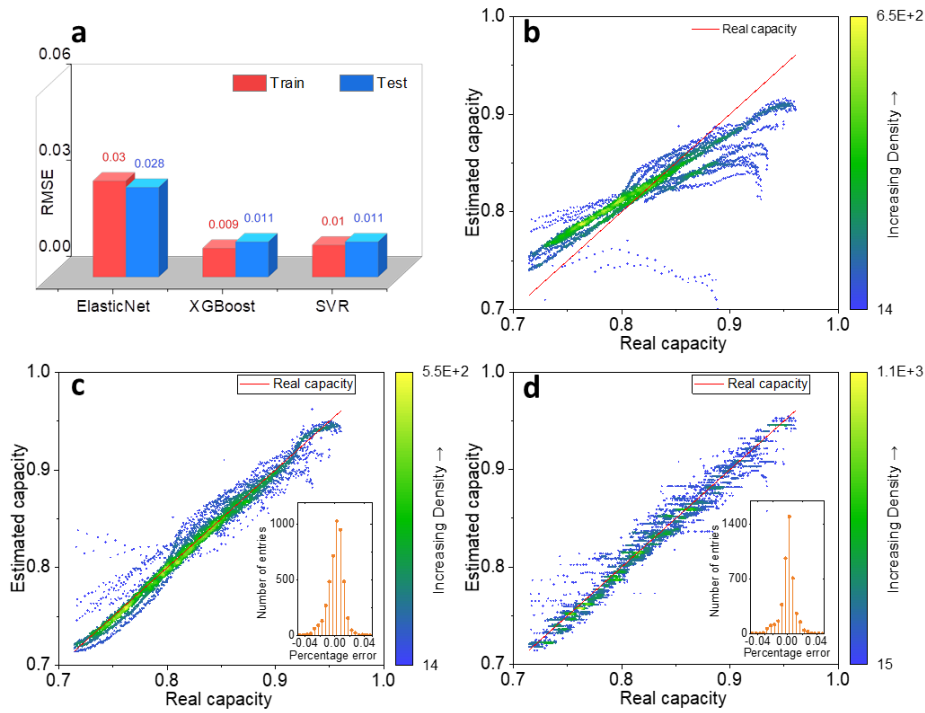 a
0.06
0.03
0.00
RMSE
Train
Test
0.03
0.028
0.009
0.011
0.01
0.011
ElasticNet
XGBoost
SVR
b
1.0
0.9
0.8
0.7
Estimated capacity
Real capacity
0.7
0.8
0.9
1.0
Real capacity
6.5E+2
Increasing Density →
14
c
1.0
0.9
0.8
0.7
Estimated capacity
Real capacity
1000
500
0
Number of entries
-0.04
0.00
0.04
Percentage error
0.7
0.8
0.9
1.0
Real capacity
5.5E+2
Increasing Density →
14
d
1.0
0.9
0.8
0.7
Estimated capacity
Real capacity
1400
700
0
Number of entries
-0.04
0.00
0.04
Percentage error
0.7
0.8
0.9
1.0
Real capacity
1.1E+3
Increasing Density →
15